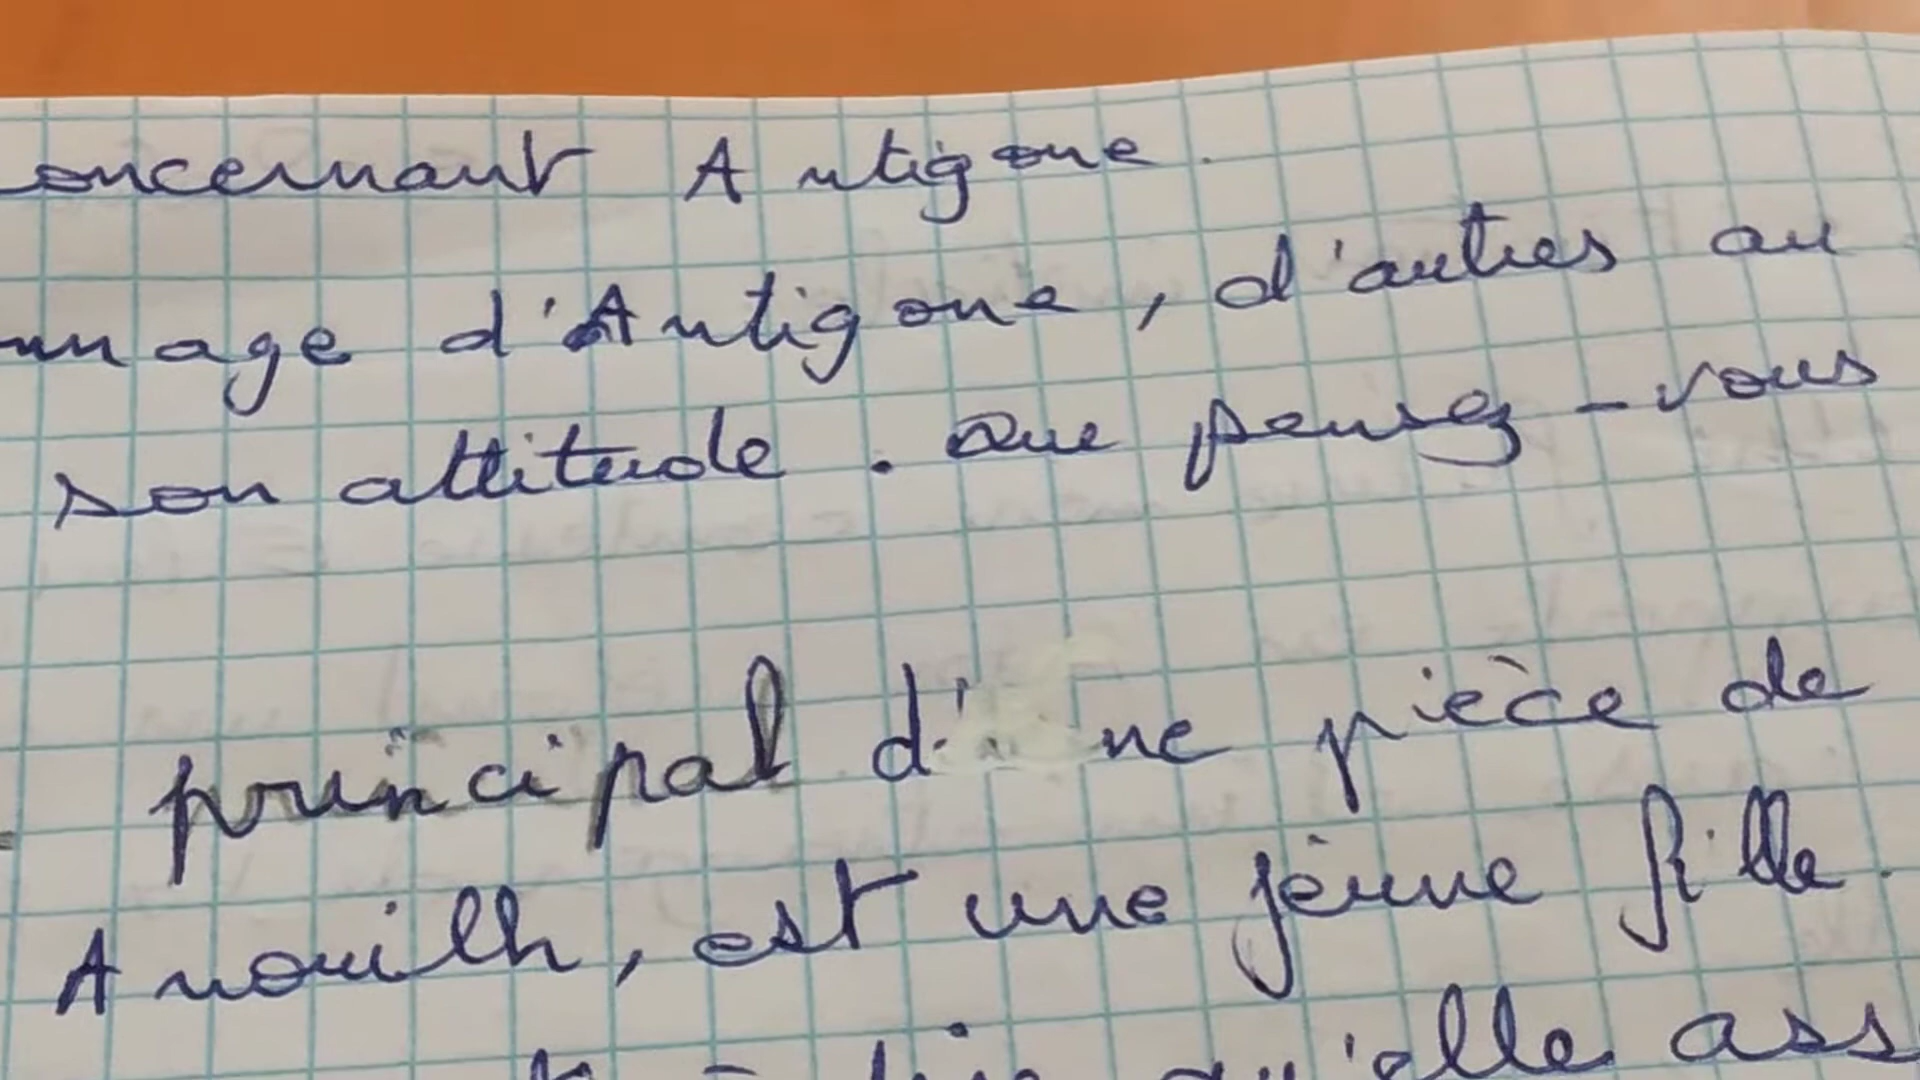 oncernant Antigone.
nnage d'Antigone, d'autres au
son attitude. Que pensez-vous
principal d'une pièce de
Anouilh, est une jeune fille.
qu'elle ass